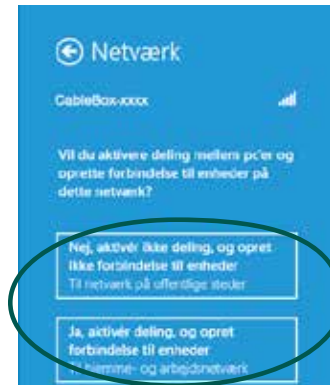 Netværk
CableBox-xxxx
Vil du aktivere deling mellem pc'er og
oprette forbindelse til enheder på
dette netværk?
Nej, aktivér ikke deling, og opret
ikke forbindelse til enheder
Til netværk på offentlige steder
Ja, aktivér deling, og opret
forbindelse til enheder
Til hjemme- og arbejdsnetværk